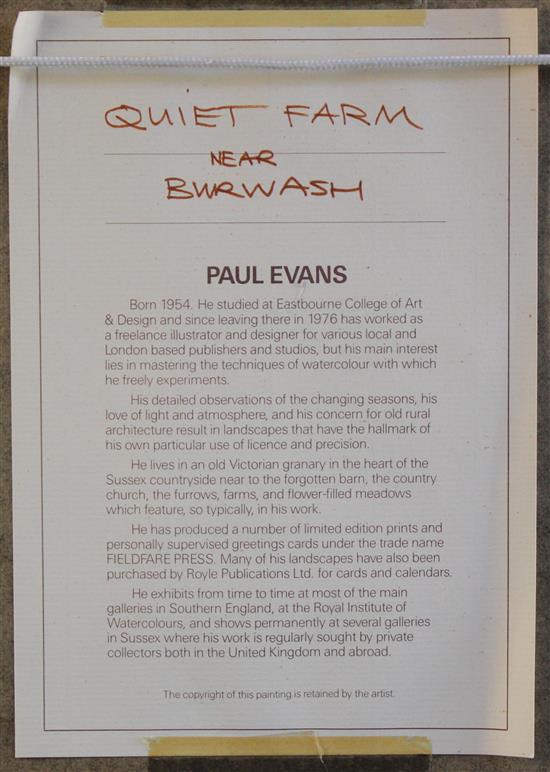 QUIET FARM
NEAR
BURWASH
PAUL EVANS
Born 1954. He studied at Eastbourne College of Art
& Design and since leaving there in 1976 has worked as
a freelance illustrator and designer for various local and
London based publishers and studios, but his main interest
lies in mastering the techniques of watercolour with which
he freely experiments.
His detailed observations of the changing seasons, his
love of light and atmosphere, and his concern for old rural
architecture result in landscapes that have the hallmark of
his own particular use of licence and precision.
He lives in an old Victorian granary in the heart of the
Sussex countryside near to the forgotten barn, the country
church, the furrows, farms, and flower-filled meadows
which feature, so typically, in his work.
He has produced a number of limited edition prints and
personally supervised greetings cards under the trade name
FIELDFARE PRESS. Many of his landscapes have also been
purchased by Royle Publications Ltd. for cards and calendars.
He exhibits from time to time at most of the main
galleries in Southern England, at the Royal Institute of
Watercolours, and shows permanently at several galleries
in Sussex where his work is regularly sought by private
collectors both in the United Kingdom and abroad.
The copyright of this painting is retained by the artist.